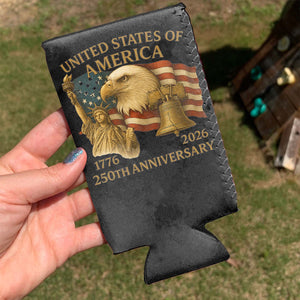 UNITED STATES OF
AMERICA
1776 2026
250TH ANNIVERSARY